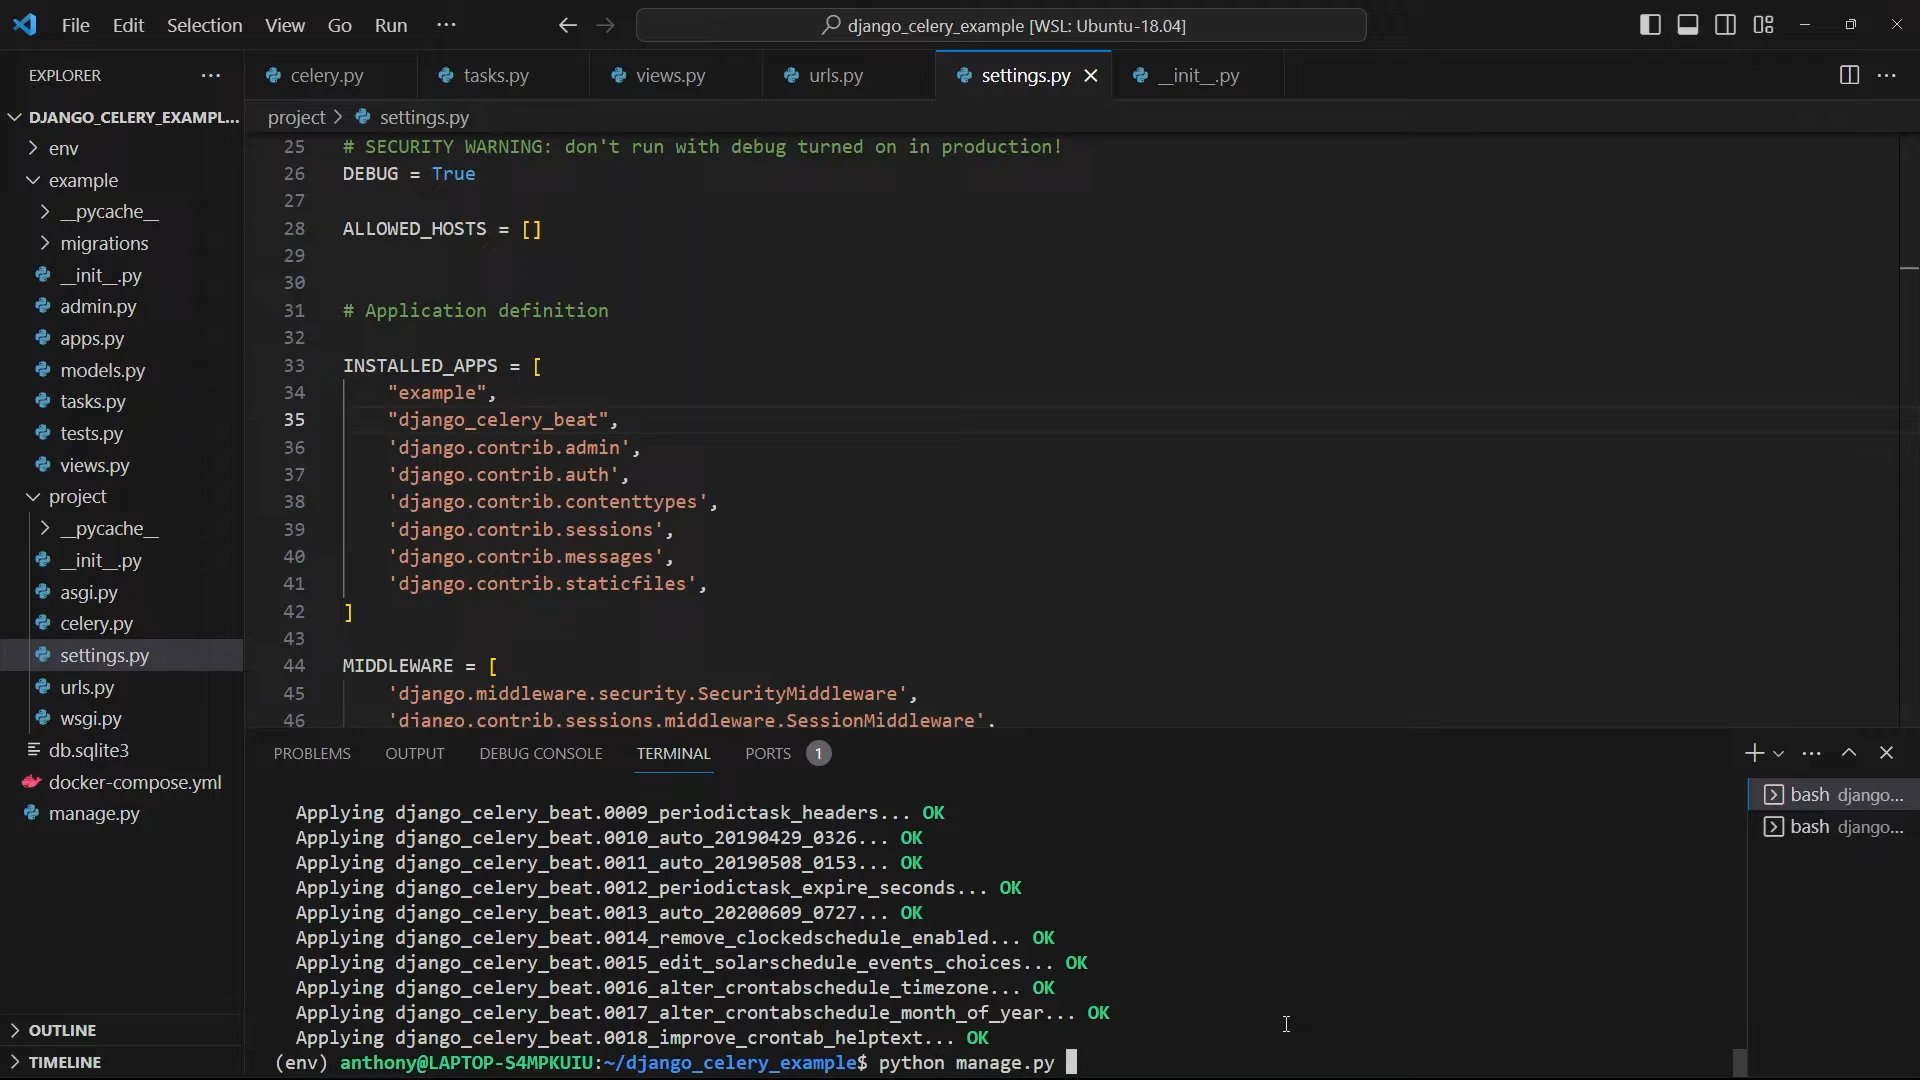 File Edit Selection View Go Run ···
django_celery_example [WSL: Ubuntu-18.04]
EXPLORER
celery.py
tasks.py
views.py
urls.py
settings.py
__init__.py
DJANGO_CELERY_EXAMPL...
env
example
__pycache__
migrations
__init__.py
admin.py
apps.py
models.py
tasks.py
tests.py
views.py
project
__pycache__
__init__.py
asgi.py
celery.py
settings.py
urls.py
wsgi.py
db.sqlite3
docker-compose.yml
manage.py
OUTLINE
TIMELINE
project > settings.py
25 # SECURITY WARNING: don't run with debug turned on in production!
26 DEBUG = True
27
28 ALLOWED_HOSTS = []
29
30
31 # Application definition
32
33 INSTALLED_APPS = [
34 "example",
35 "django_celery_beat",
36 'django.contrib.admin',
37 'django.contrib.auth',
38 'django.contrib.contenttypes',
39 'django.contrib.sessions',
40 'django.contrib.messages',
41 'django.contrib.staticfiles',
42 ]
43
44 MIDDLEWARE = [
45 'django.middleware.security.SecurityMiddleware',
46 'django.contrib.sessions.middleware.SessionMiddleware',
PROBLEMS OUTPUT DEBUG CONSOLE TERMINAL PORTS 1
Applying django_celery_beat.0009_periodictask_headers... OK
Applying django_celery_beat.0010_auto_20190429_0326... OK
Applying django_celery_beat.0011_auto_20190508_0153... OK
Applying django_celery_beat.0012_periodictask_expire_seconds... OK
Applying django_celery_beat.0013_auto_20200609_0727... OK
Applying django_celery_beat.0014_remove_clockedschedule_enabled... OK
Applying django_celery_beat.0015_edit_solarschedule_events_choices... OK
Applying django_celery_beat.0016_alter_crontabschedule_timezone... OK
Applying django_celery_beat.0017_alter_crontabschedule_month_of_year... OK
Applying django_celery_beat.0018_improve_crontab_helptext... OK
(env) anthony@LAPTOP-S4MPKUIU:~/django_celery_example$ python manage.py
bash django...
bash django...